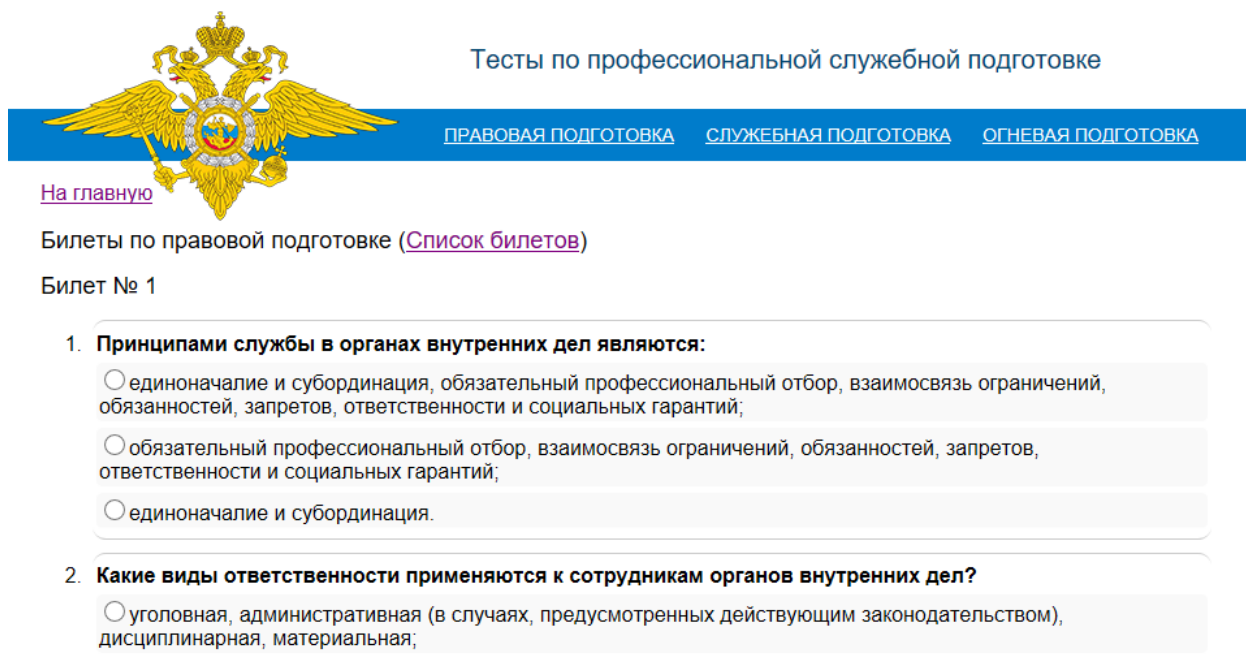 Тесты по профессиональной служебной подготовке
ПРАВОВАЯ ПОДГОТОВКА СЛУЖЕБНАЯ ПОДГОТОВКА ОГНЕВАЯ ПОДГОТОВКА
На главную
Билеты по правовой подготовке (Список билетов)
Билет № 1
1. Принципами службы в органах внутренних дел являются:
единоначалие и субординация, обязательный профессиональный отбор, взаимосвязь ограничений,
обязанностей, запретов, ответственности и социальных гарантий;
обязательный профессиональный отбор, взаимосвязь ограничений, обязанностей, запретов,
ответственности и социальных гарантий;
единоначалие и субординация.
2. Какие виды ответственности применяются к сотрудникам органов внутренних дел?
уголовная, административная (в случаях, предусмотренных действующим законодательством),
дисциплинарная, материальная;